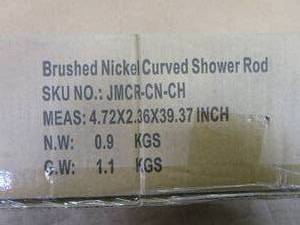 Brushed Nickel Curved Shower Rod
SKU NO.: JMCR-CN-CH
MEAS: 4.72X2.36X39.37 INCH
N.W: 0.9 KGS
G.W: 1.1 KGS